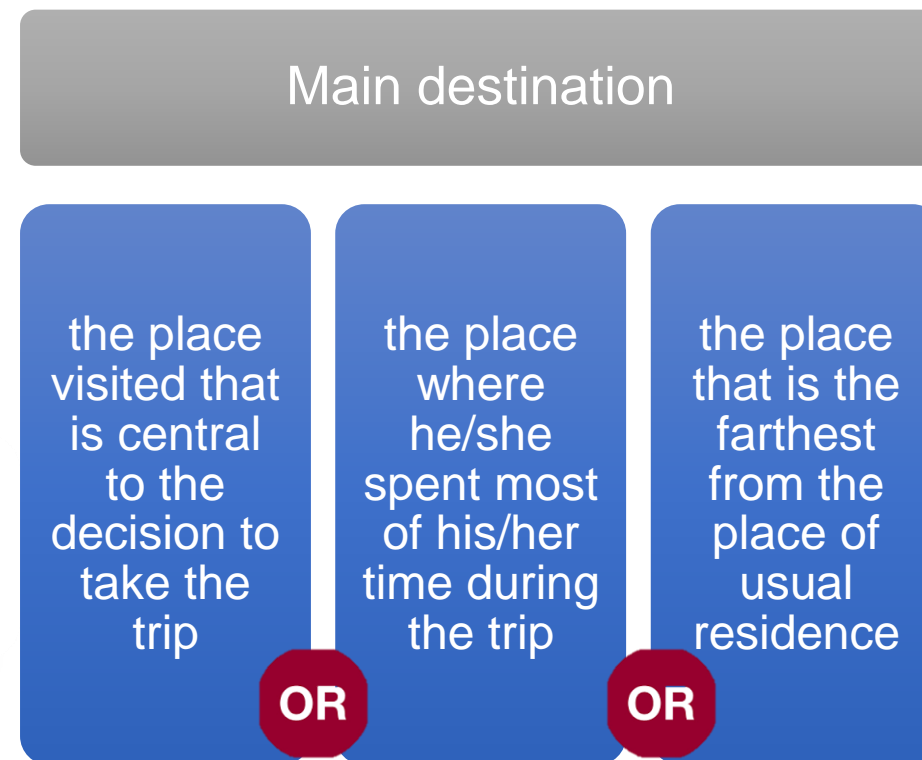 Main destination
the place
visited that
is central
to the
decision to
take the
trip
OR
the place
where
he/she
spent most
of his/her
time during
the trip
OR
the place
that is the
farthest
from the
place of
usual
residence